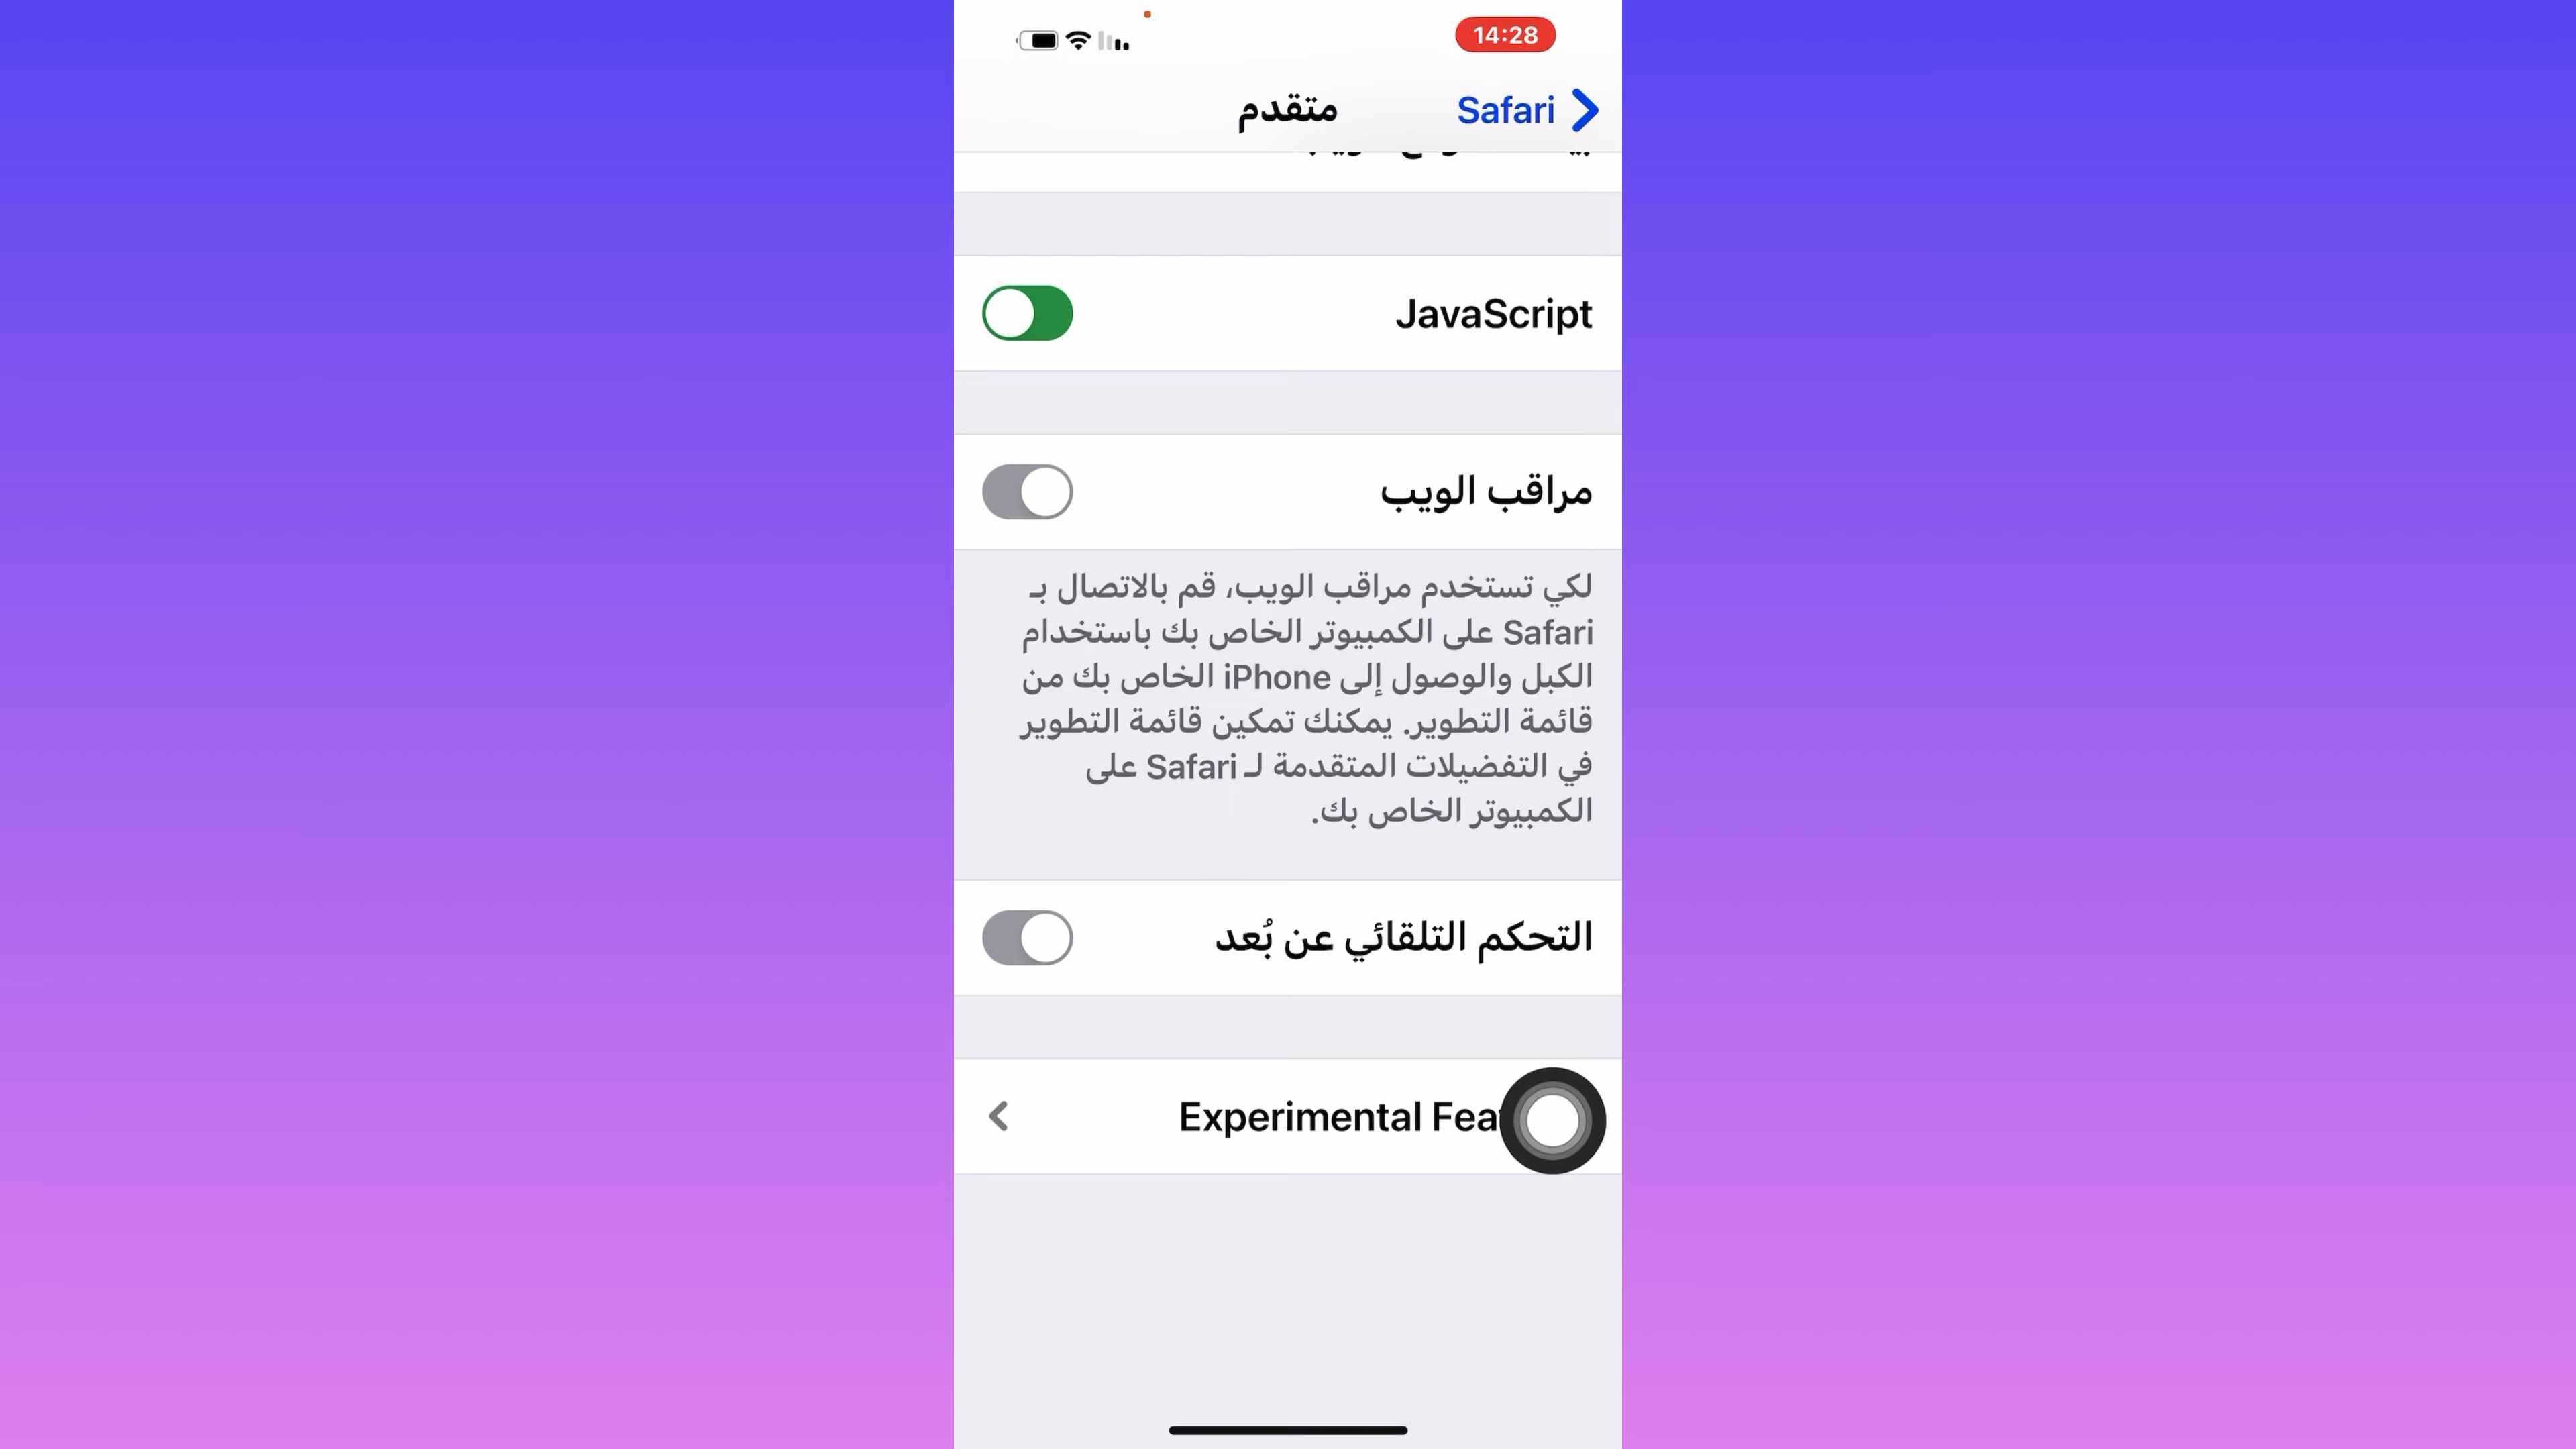 14:28
Safari
متقدم
JavaScript
مراقب الويب
لكي تستخدم مراقب الويب، قم بالاتصال بـ
Safari على الكمبيوتر الخاص بك باستخدام
الكبل والوصول إلى iPhone الخاص بك من
قائمة التطوير. يمكنك تمكين قائمة التطوير
في التفضيلات المتقدمة لـ Safari على
الكمبيوتر الخاص بك.
التحكم التلقائي عن بُعد
Experimental